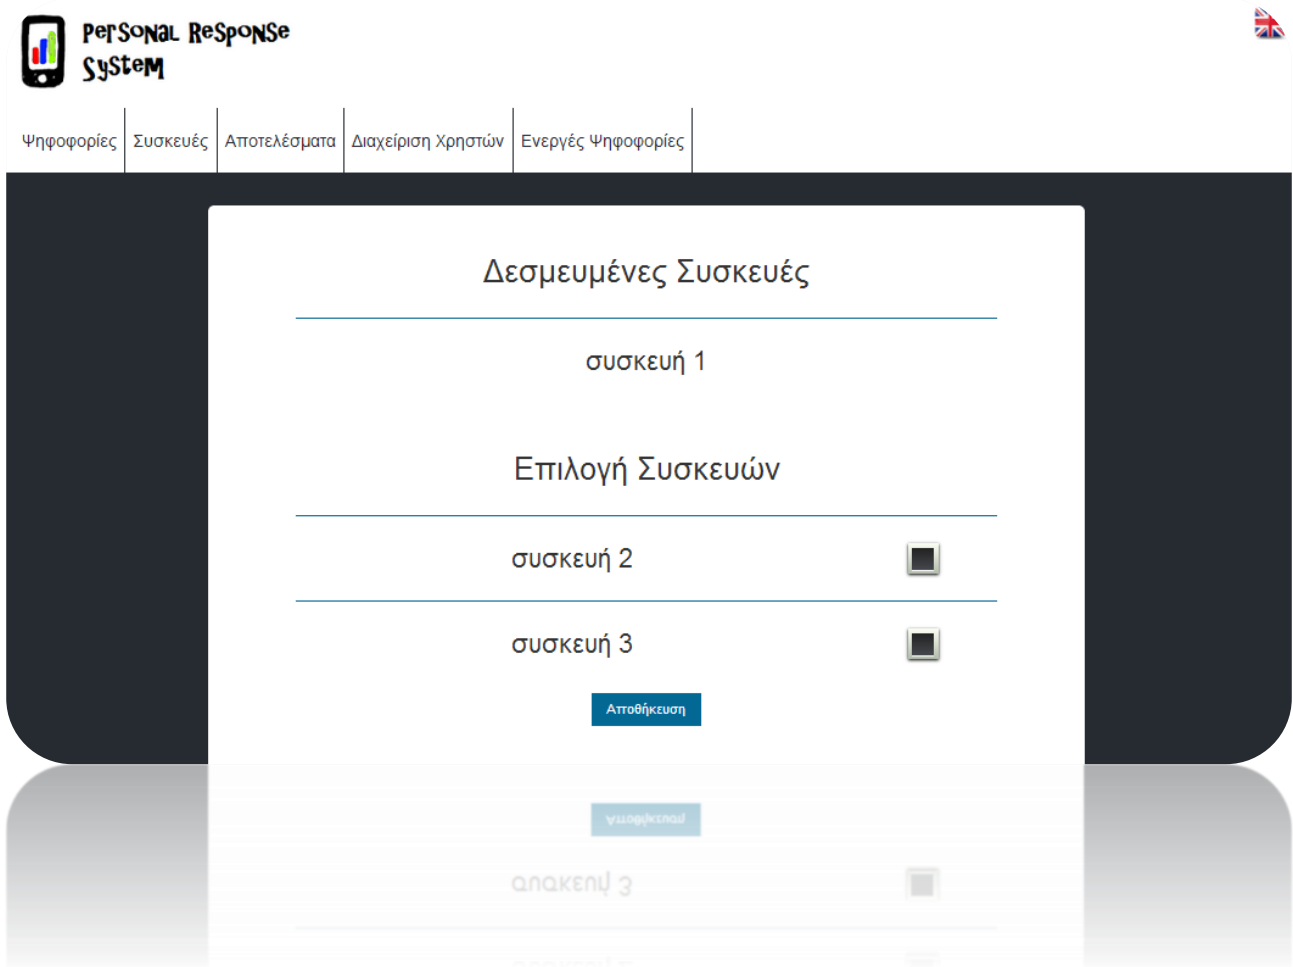 Personal Response
System
Ψηφοφορίες Συσκευές Αποτελέσματα Διαχείριση Χρηστών Ενεργές Ψηφοφορίες
Δεσμευμένες Συσκευές
συσκευή 1
Επιλογή Συσκευών
συσκευή 2
συσκευή 3
Αποθήκευση